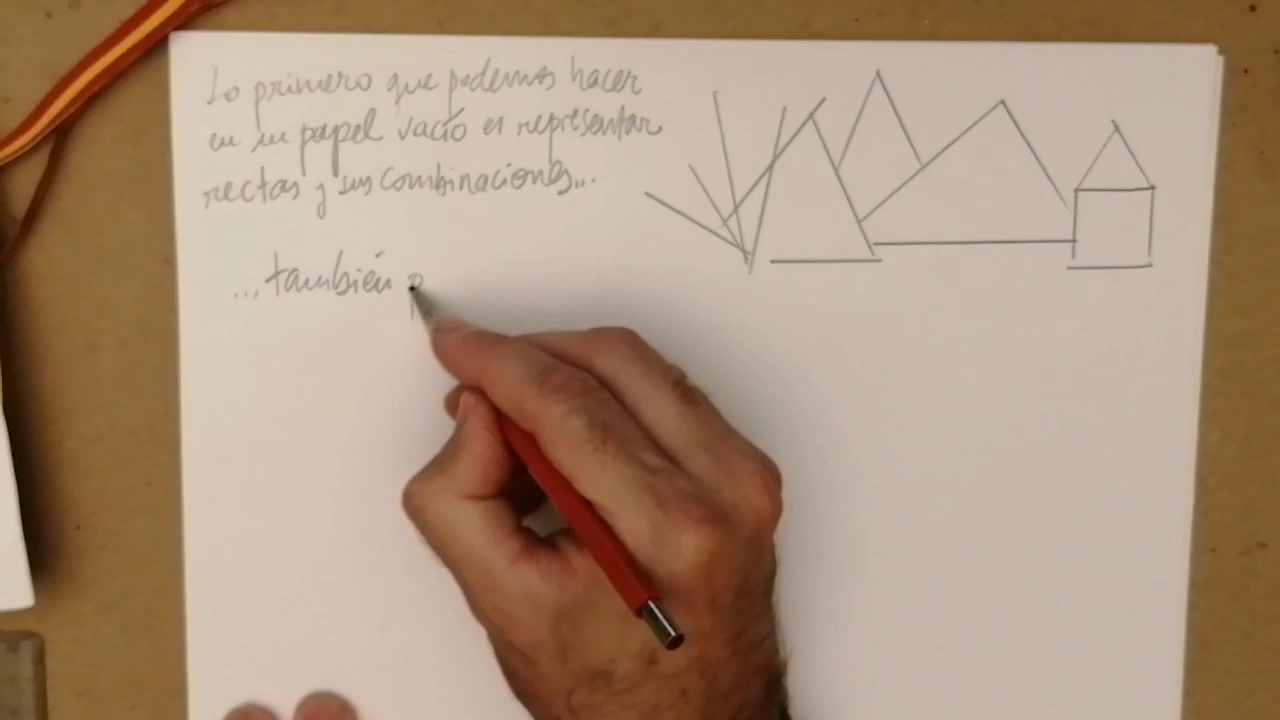 Lo primero que podemos hacer
en un papel vacío es representar
rectas y sus combinaciones...
...también p